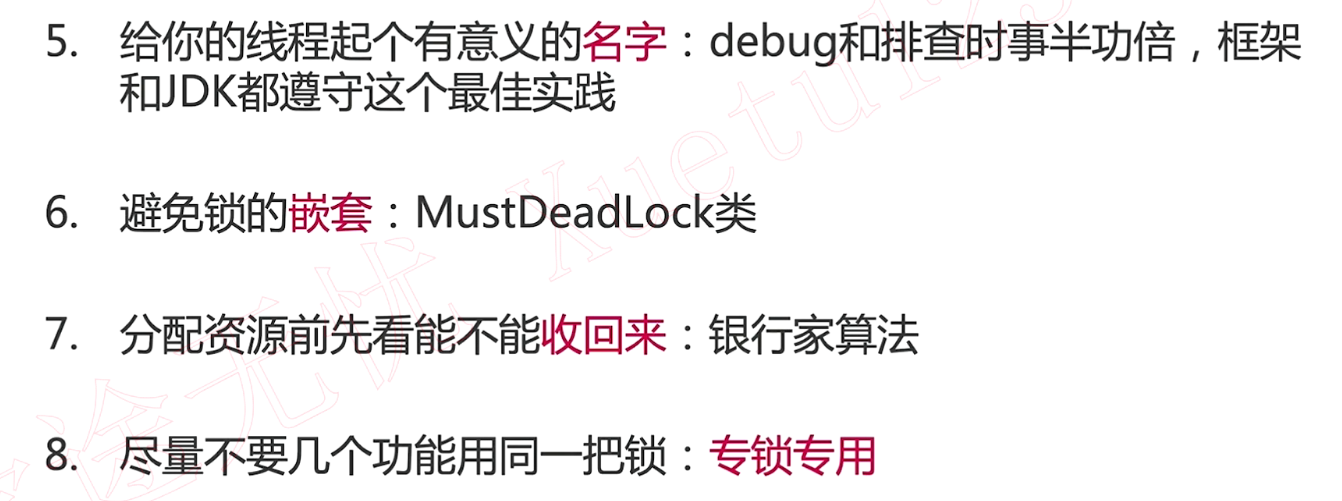 5. 给你的线程起个有意义的名字：debug和排查时事半功倍，框架
和JDK都遵守这个最佳实践
6. 避免锁的嵌套：MustDeadLock类
7. 分配资源前先看能不能收回来：银行家算法
8. 尽量不要几个功能用同一把锁：专锁专用
途无忧 Xuetu